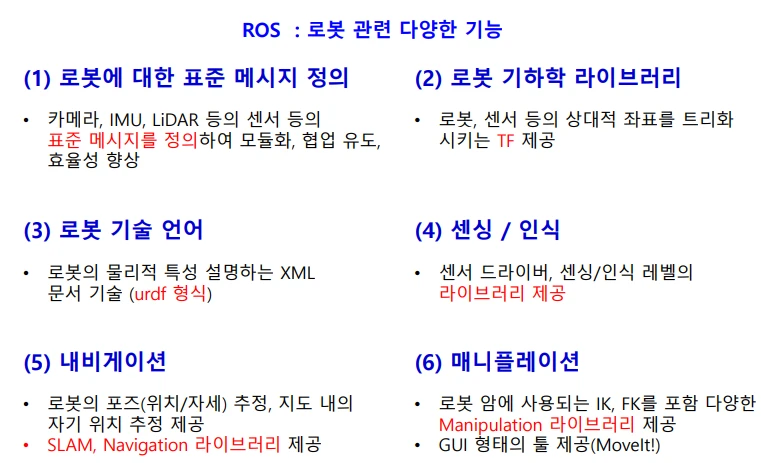 ROS : 로봇 관련 다양한 기능
(1) 로봇에 대한 표준 메시지 정의
• 카메라, IMU, LiDAR 등의 센서 등의
표준 메시지를 정의하여 모듈화, 협업 유도,
효율성 향상
(2) 로봇 기하학 라이브러리
• 로봇, 센서 등의 상대적 좌표를 트리화
시키는 TF 제공
(3) 로봇 기술 언어
• 로봇의 물리적 특성 설명하는 XML
문서 기술 (urdf 형식)
(4) 센싱 / 인식
• 센서 드라이버, 센싱/인식 레벨의
라이브러리 제공
(5) 내비게이션
• 로봇의 포즈(위치/자세) 추정, 지도 내의
자기 위치 추정 제공
• SLAM, Navigation 라이브러리 제공
(6) 매니플레이션
• 로봇 암에 사용되는 IK, FK를 포함 다양한
Manipulation 라이브러리 제공
• GUI 형태의 툴 제공(MoveIt!)